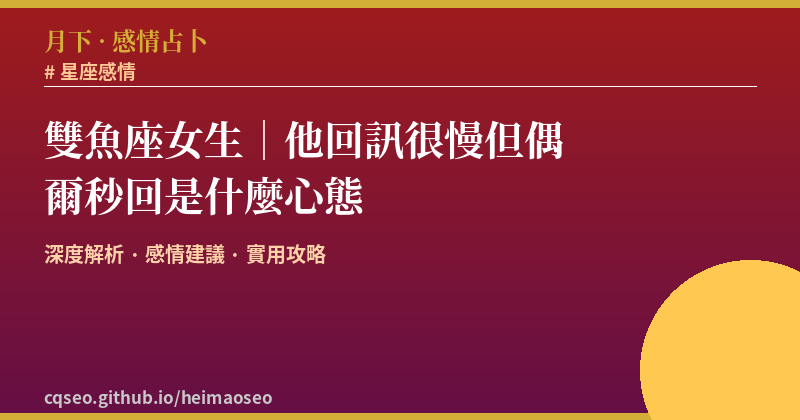 月下 · 感情占卜
# 星座感情
雙魚座女生｜他回訊很慢但偶
爾秒回是什麼心態
深度解析 · 感情建議 · 實用攻略
cqseo.github.io/heimaoseo